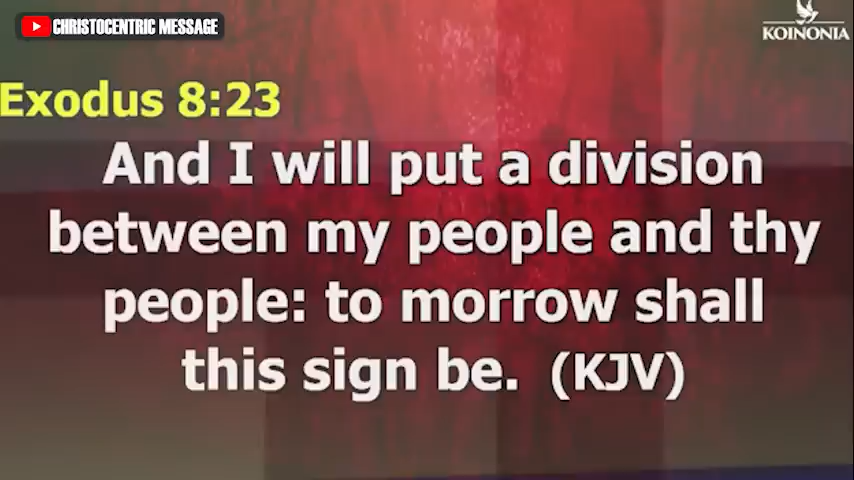 CHRISTOCENTRIC MESSAGE
KOINONIA
Exodus 8:23
And I will put a division
between my people and thy
people: to morrow shall
this sign be. (KJV)